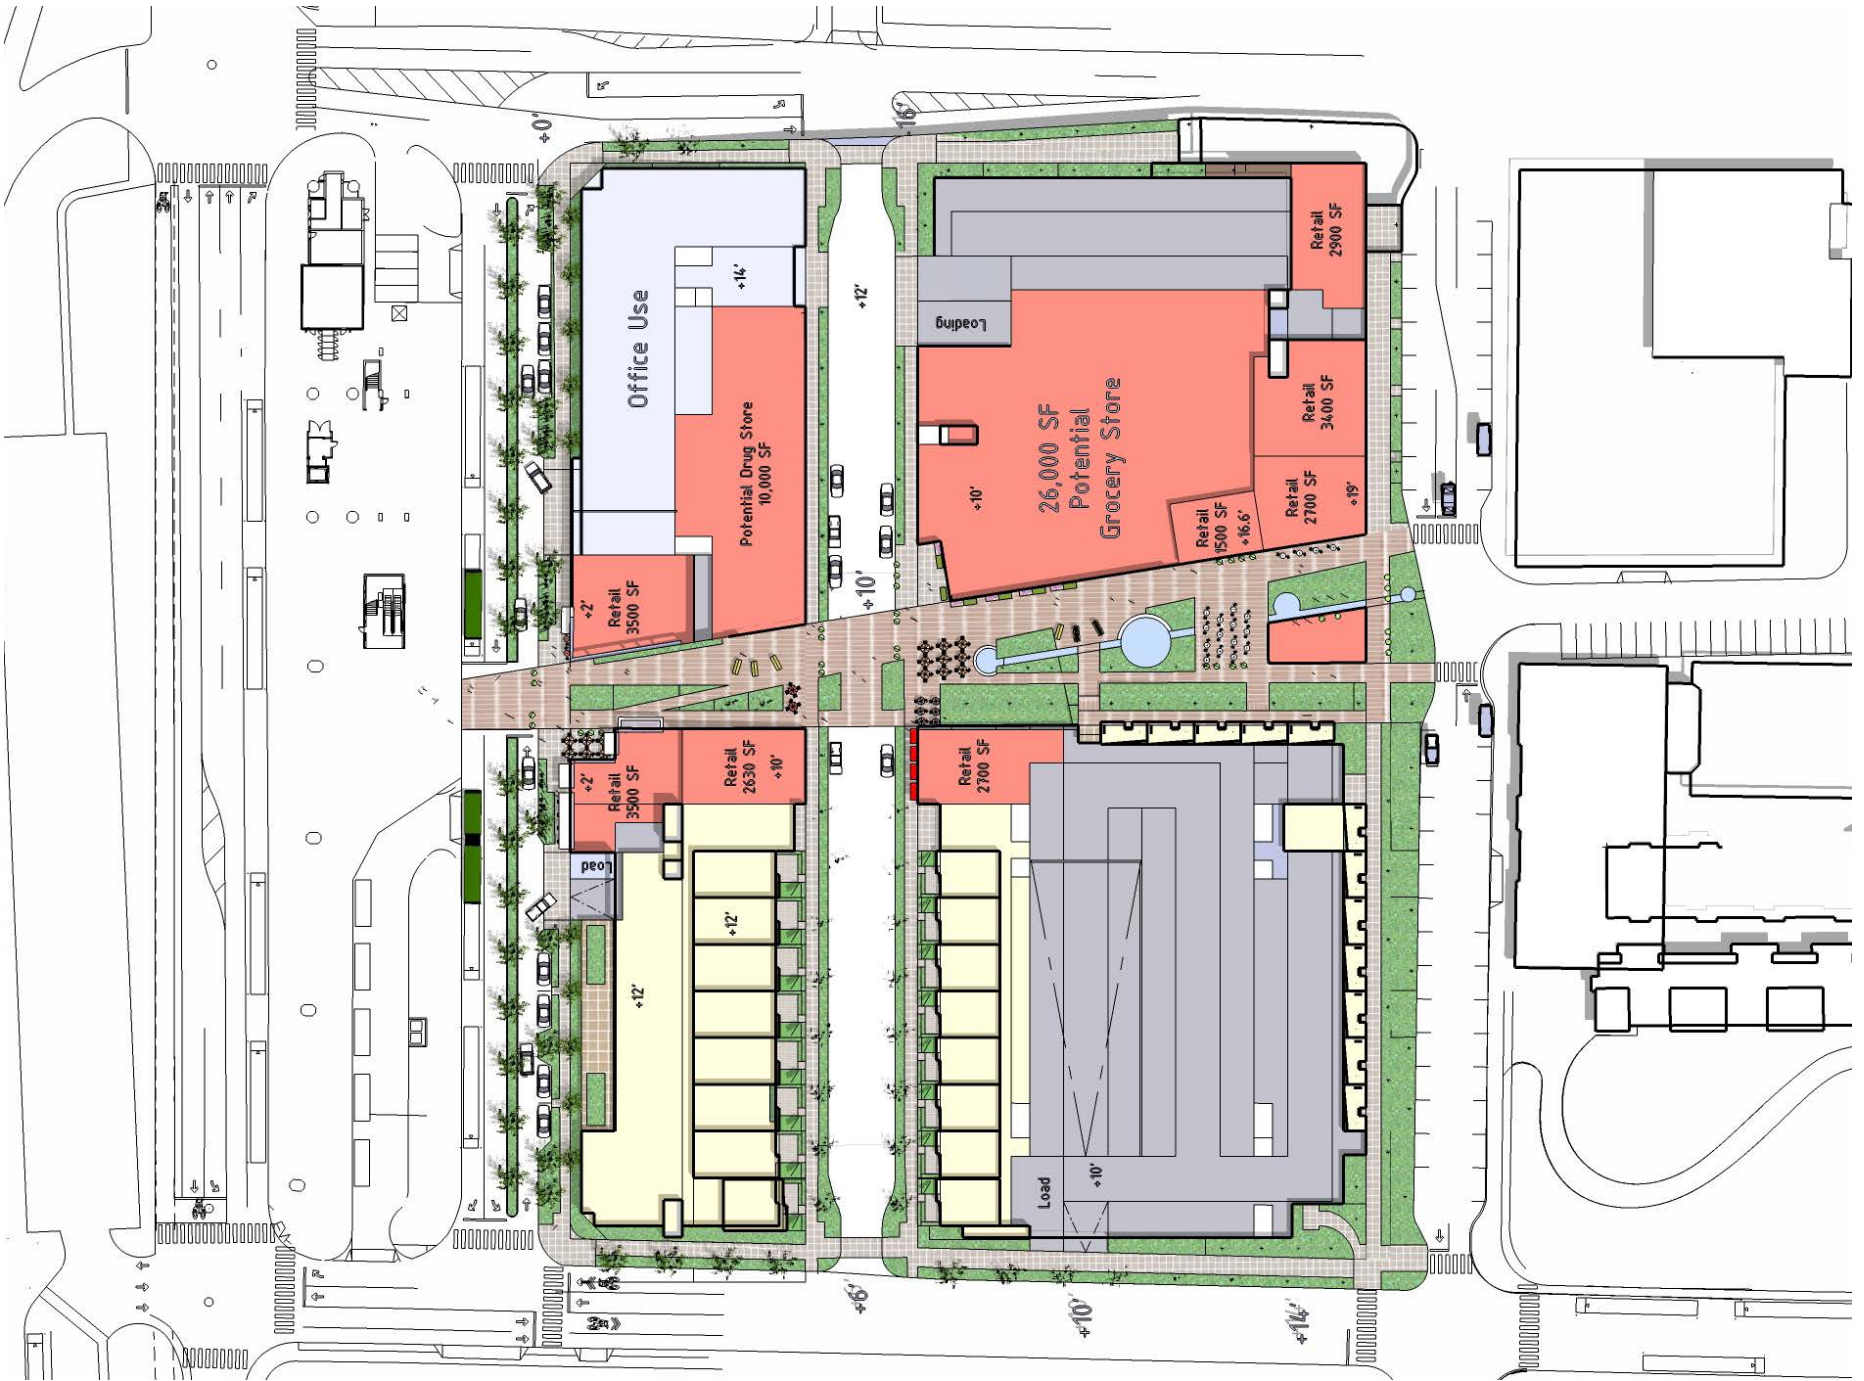 +0'
16'
Office Use
+14'
+12'
Potential Drug Store
10,000 SF
+2'
Retail
3500 SF
+10'
Loading
26,000 SF
Potential
Grocery Store
+10'
Retail
2900 SF
Retail
3400 SF
Retail
2700 SF
+19'
Retail
1500 SF
+16.6'
+2'
Retail
3500 SF
Retail
2630 SF
+10'
Load
+12'
+12'
Retail
2700 SF
Load
+10'
+6'
+10'
+14'